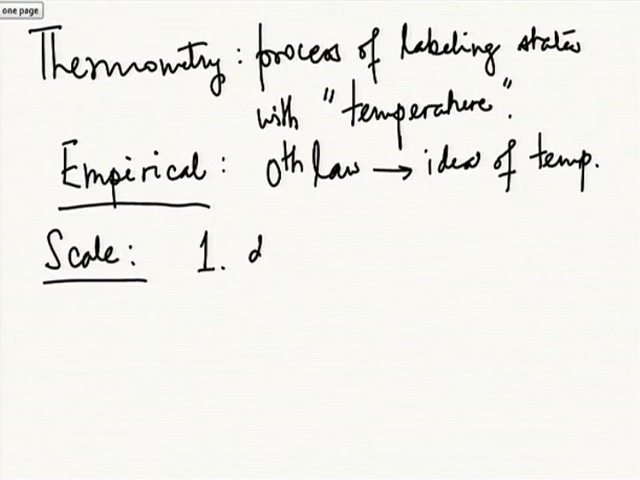 one page
Thermometry: process of labeling states
with "temperature".
Empirical: 0th law → idea of temp.
Scale: 1. d